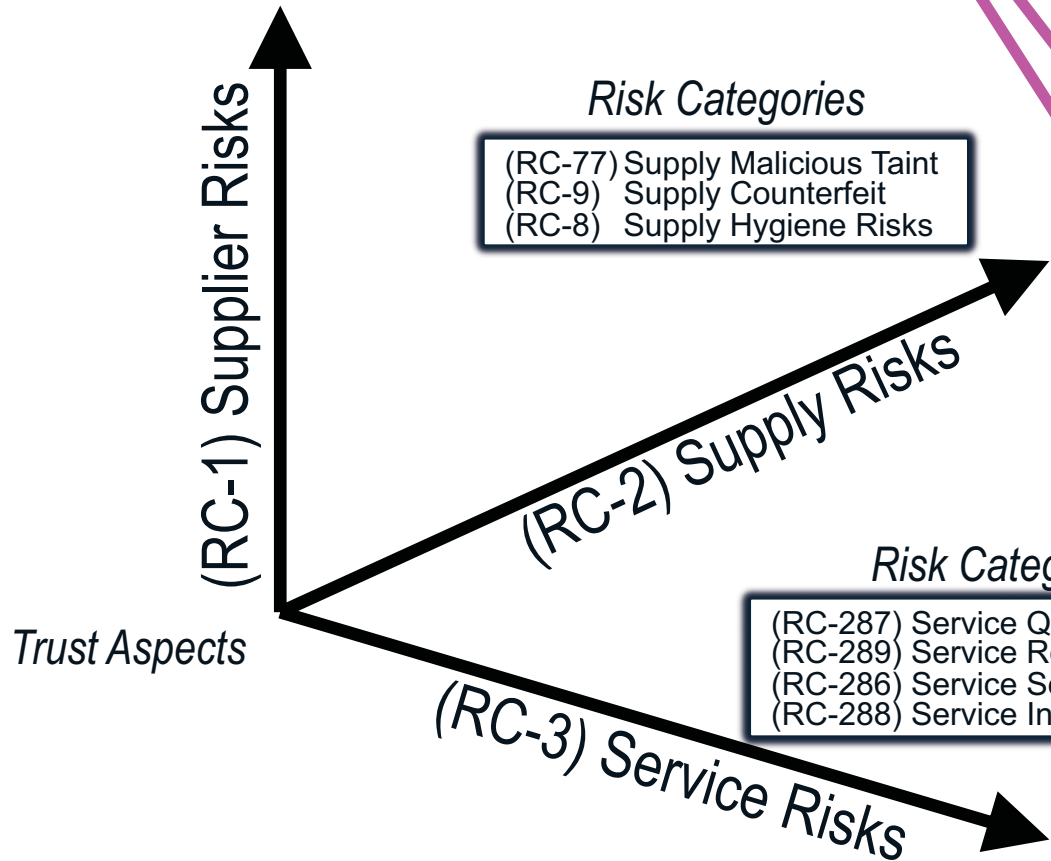 Risk Categories
(RC-77) Supply Malicious Taint
(RC-9) Supply Counterfeit
(RC-8) Supply Hygiene Risks
(RC-1) Supplier Risks
(RC-2) Supply Risks
Risk
(RC-287) Service
(RC-289) Service
(RC-286) Service
(RC-288) Service
Trust Aspects
(RC-3) Service Risks